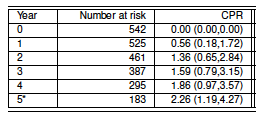 Year Number at risk CPR
0 542 0.00 (0.00,0.00)
1 525 0.56 (0.18,1.72)
2 461 1.36 (0.65,2.84)
3 387 1.59 (0.79,3.15)
4 295 1.86 (0.97,3.57)
5* 183 2.26 (1.19,4.27)